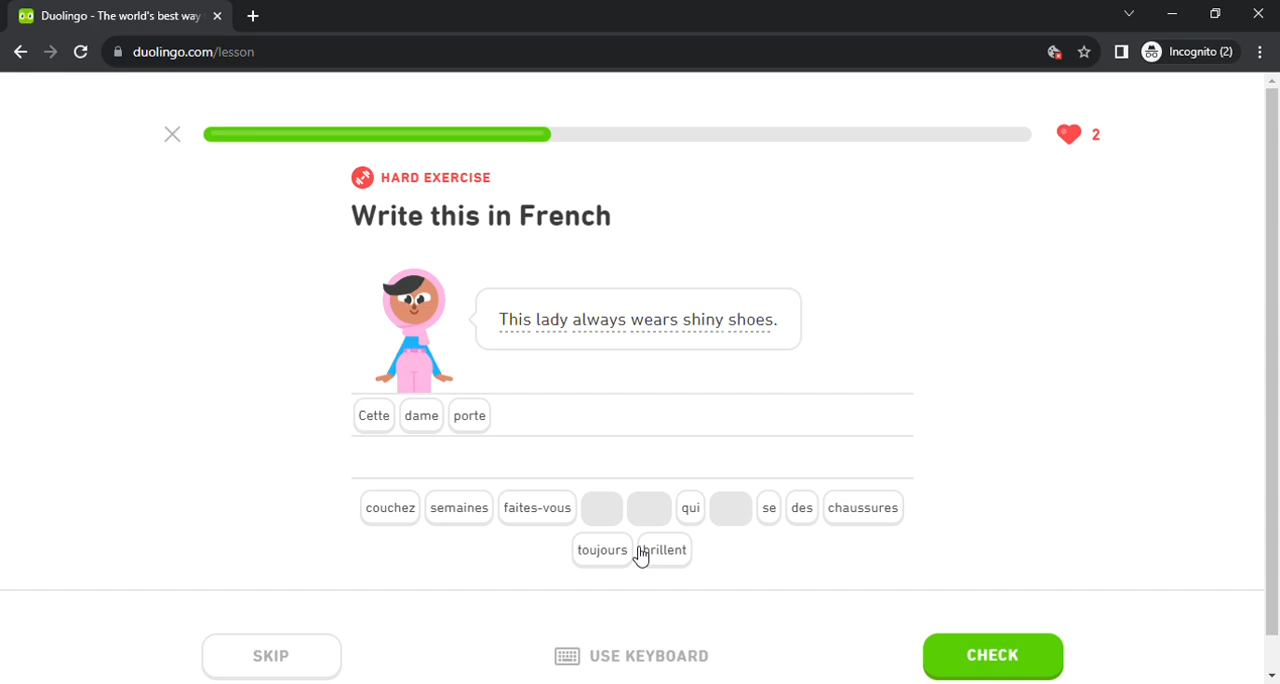 Duolingo - The world's best way
duolingo.com/lesson
Incognito (2)
2
HARD EXERCISE
Write this in French
This lady always wears shiny shoes.
Cette dame porte
couchez semaines faites-vous qui se des chaussures
toujours brillent
SKIP USE KEYBOARD CHECK